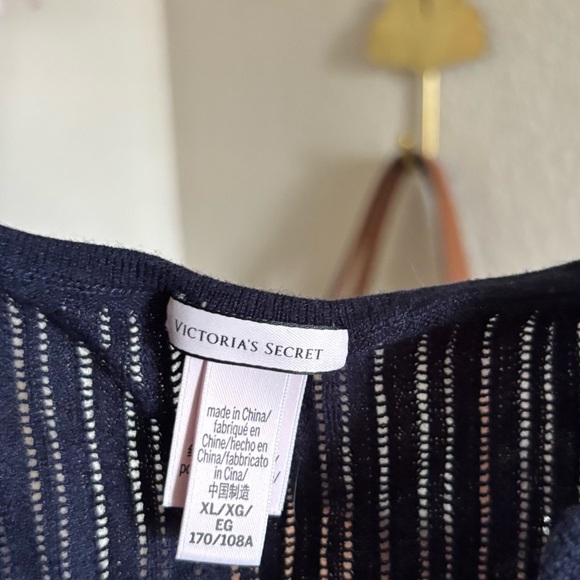 VICTORIA'S SECRET
made in China/
fabriqué en
Chine/hecho en
China/fabbricato
in Cina/
中国制造
XL/XG/
EG
170/108A